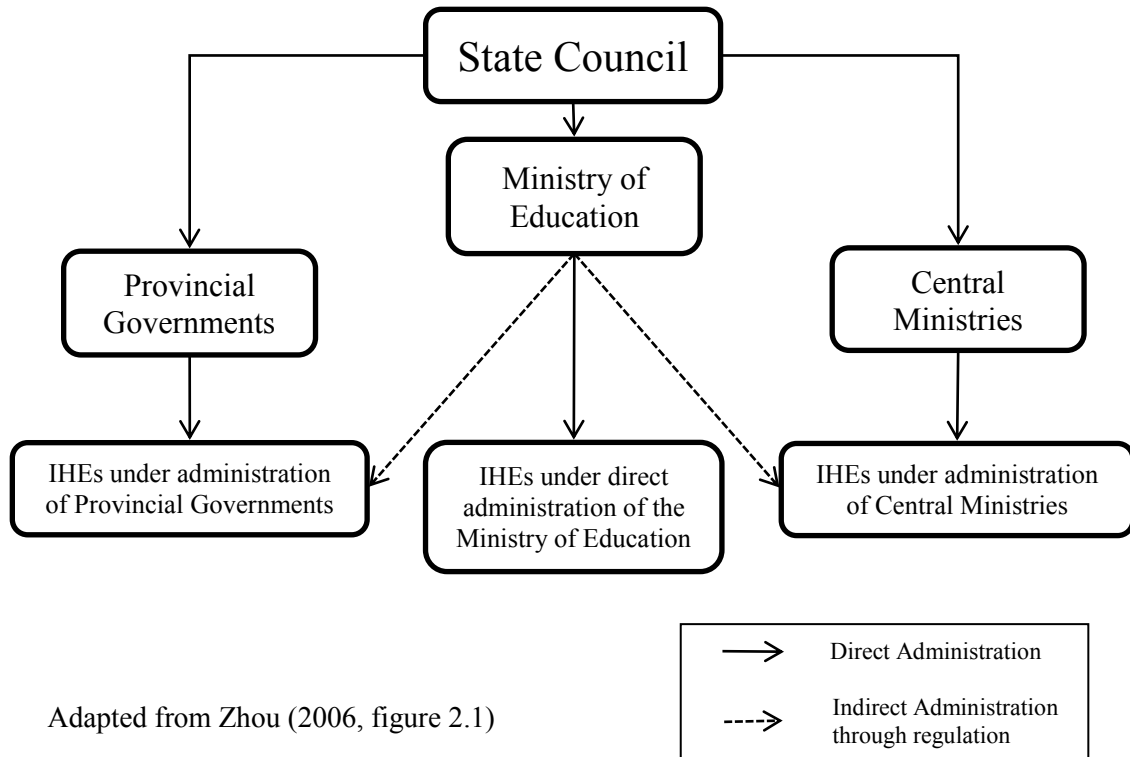 State Council
Ministry of
Education
Provincial
Governments
Central
Ministries
IHEs under administration
of Provincial Governments
IHEs under direct
administration of the
Ministry of Education
IHEs under administration
of Central Ministries
Direct Administration
Indirect Administration
through regulation
Adapted from Zhou (2006, figure 2.1)